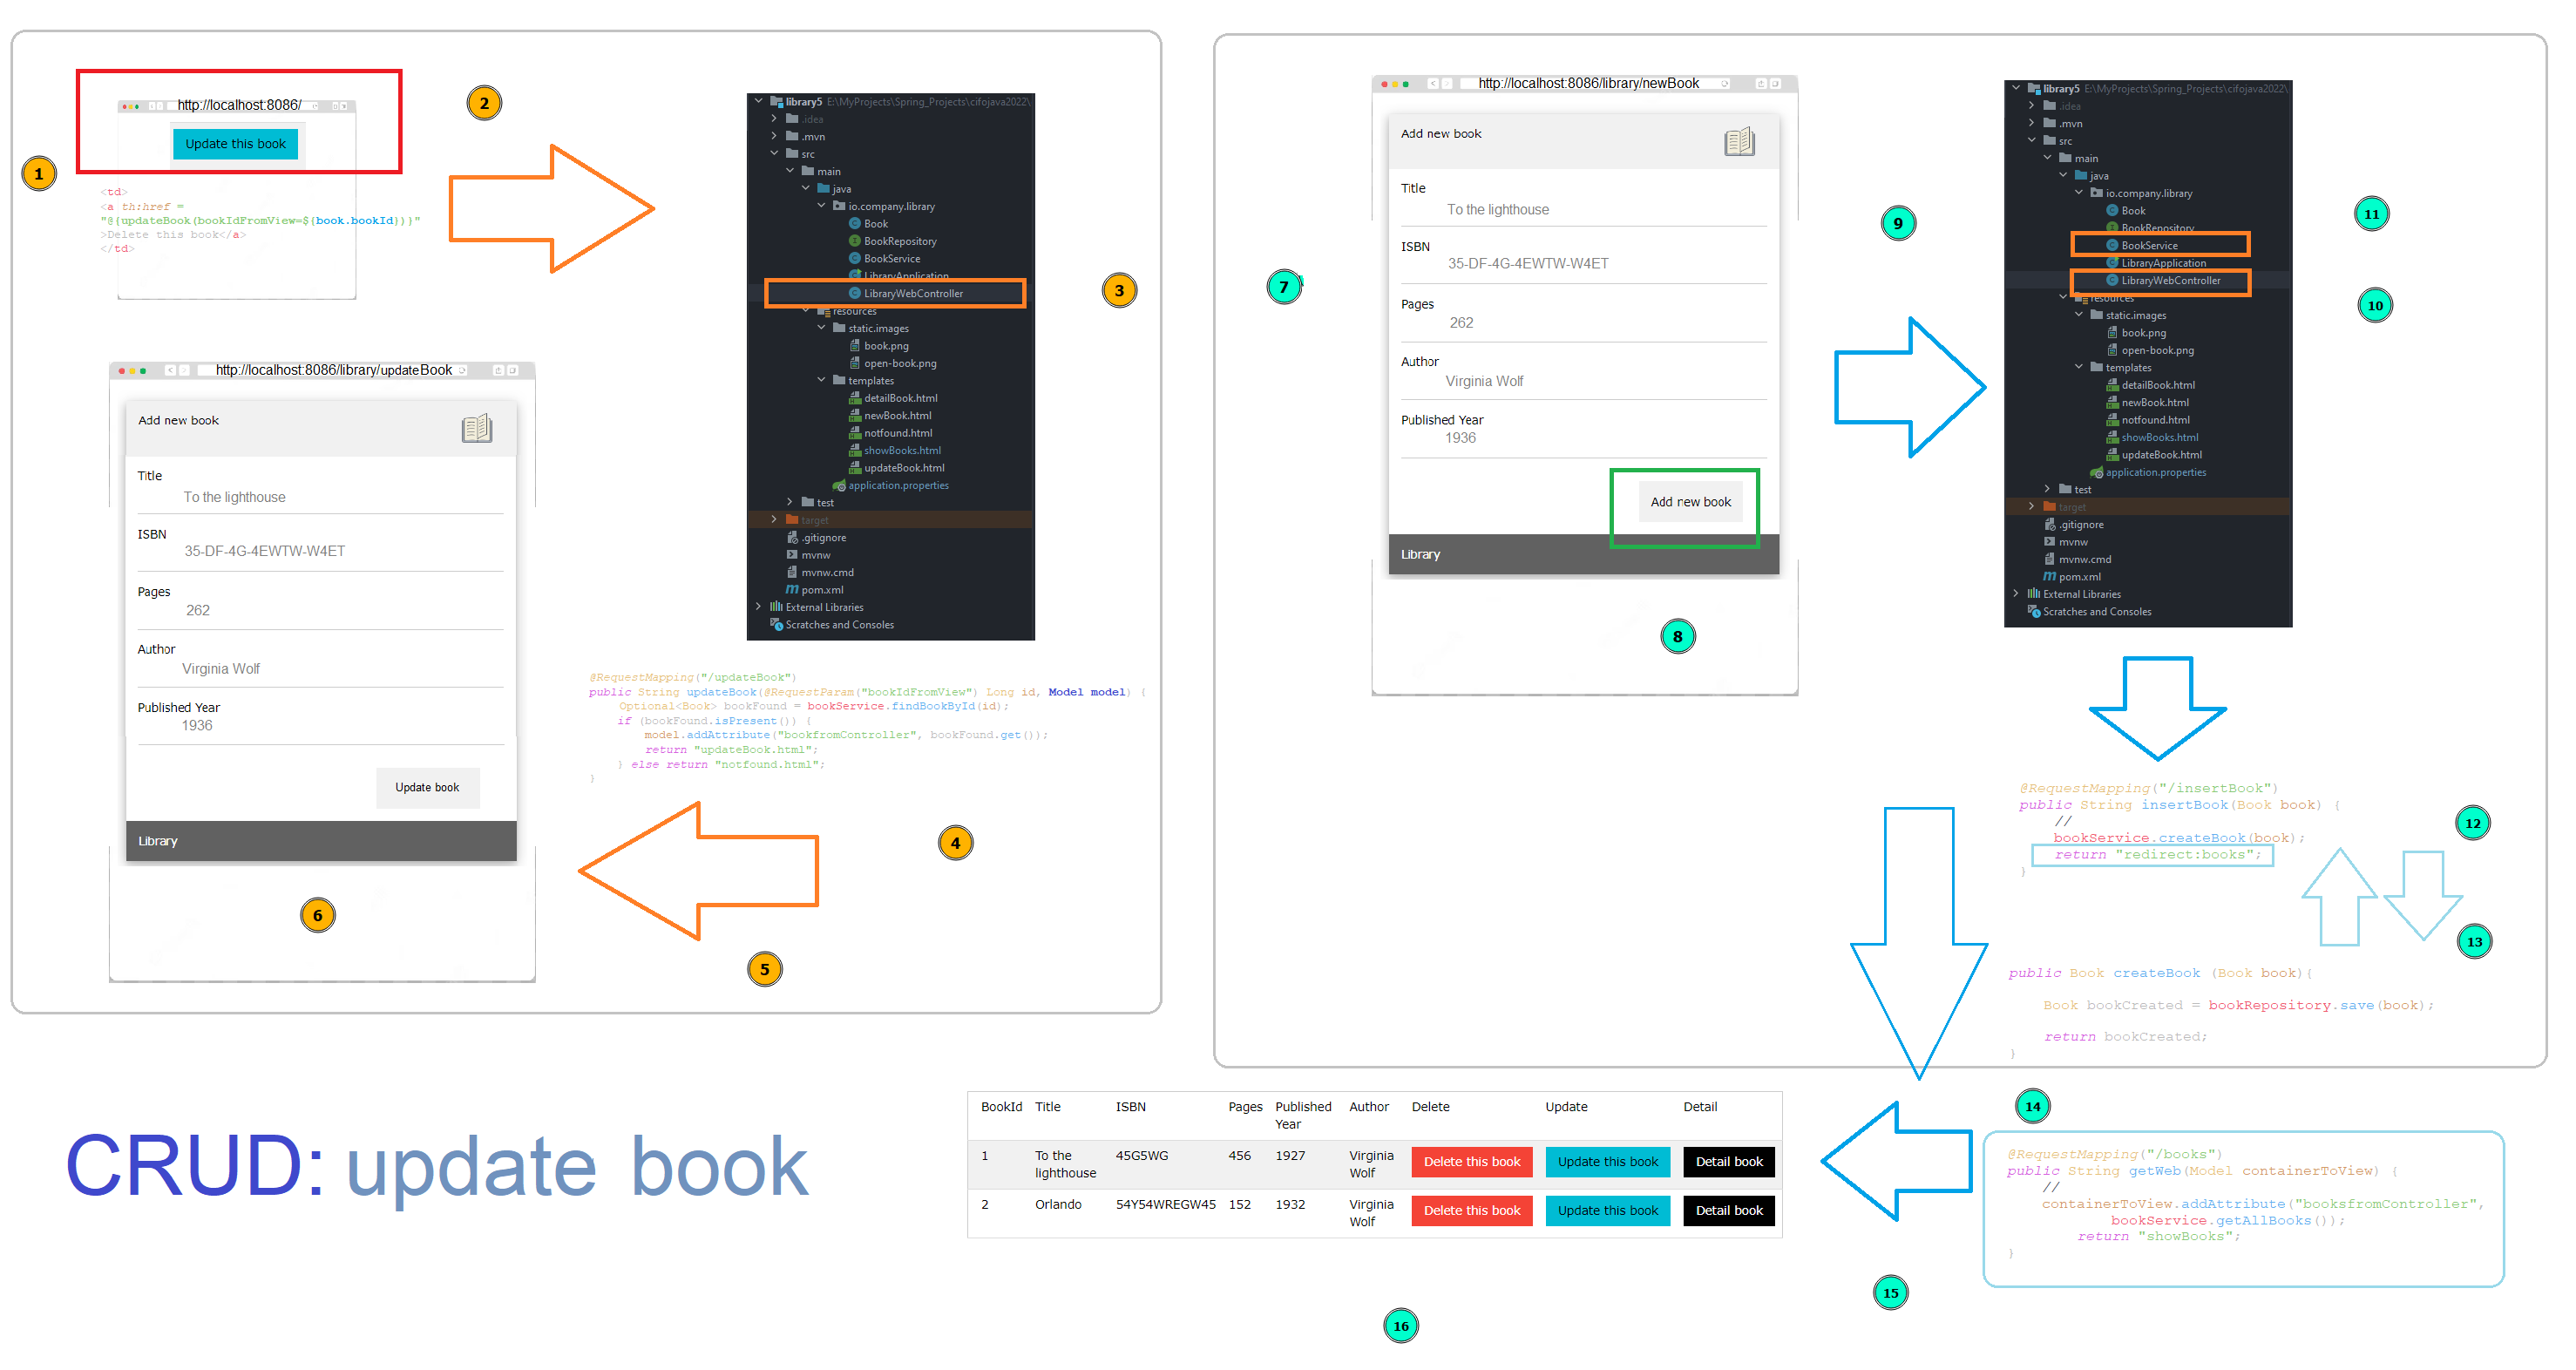 http://localhost:8086/
Update this book
1
2
<td>
<a th:href =
"@{updateBook(bookIdFromView=${book.bookId})}"
>Delete this book</a>
</td>
library5 E:\MyProjects\Spring_Projects\cifojava2022\
.idea
.mvn
src
main
java
io.company.library
Book
BookRepository
BookService
LibraryApplication
LibraryWebController
resources
static.images
book.png
open-book.png
templates
detailBook.html
newBook.html
notfound.html
showBooks.html
updateBook.html
application.properties
test
target
.gitignore
mvnw
mvnw.cmd
pom.xml
External Libraries
Scratches and Consoles
3
http://localhost:8086/library/updateBook
Add new book
Title
To the lighthouse
ISBN
35-DF-4G-4EWTW-W4ET
Pages
262
Author
Virginia Wolf
Published Year
1936
Update book
Library
@RequestMapping("/updateBook")
public String updateBook(@RequestParam("bookIdFromView") Long id, Model model) {
Optional<Book> bookFound = bookService.findBookById(id);
if (bookFound.isPresent()) {
model.addAttribute("bookfromController", bookFound.get());
return "updateBook.html";
} else return "notfound.html";
}
4
5
6
http://localhost:8086/library/newBook
Add new book
Title
To the lighthouse
ISBN
35-DF-4G-4EWTW-W4ET
Pages
262
Author
Virginia Wolf
Published Year
1936
Add new book
Library
7
8
9
library5 E:\MyProjects\Spring_Projects\cifojava2022\
.idea
.mvn
src
main
java
io.company.library
Book
BookRepository
BookService
LibraryApplication
LibraryWebController
resources
static.images
book.png
open-book.png
templates
detailBook.html
newBook.html
notfound.html
showBooks.html
updateBook.html
application.properties
test
target
.gitignore
mvnw
mvnw.cmd
pom.xml
External Libraries
Scratches and Consoles
11
10
@RequestMapping("/insertBook")
public String insertBook(Book book) {
//
bookService.createBook(book);
return "redirect:books";
}
12
13
public Book createBook (Book book){
Book bookCreated = bookRepository.save(book);
return bookCreated;
}
14
@RequestMapping("/books")
public String getWeb(Model containerToView) {
//
containerToView.addAttribute("booksfromController",
bookService.getAllBooks());
return "showBooks";
}
15
BookId Title ISBN Pages Published Year Author Delete Update Detail
1 To the lighthouse 45G5WG 456 1927 Virginia Wolf Delete this book Update this book Detail book
2 Orlando 54Y54WREGW45 152 1932 Virginia Wolf Delete this book Update this book Detail book
16
CRUD: update book